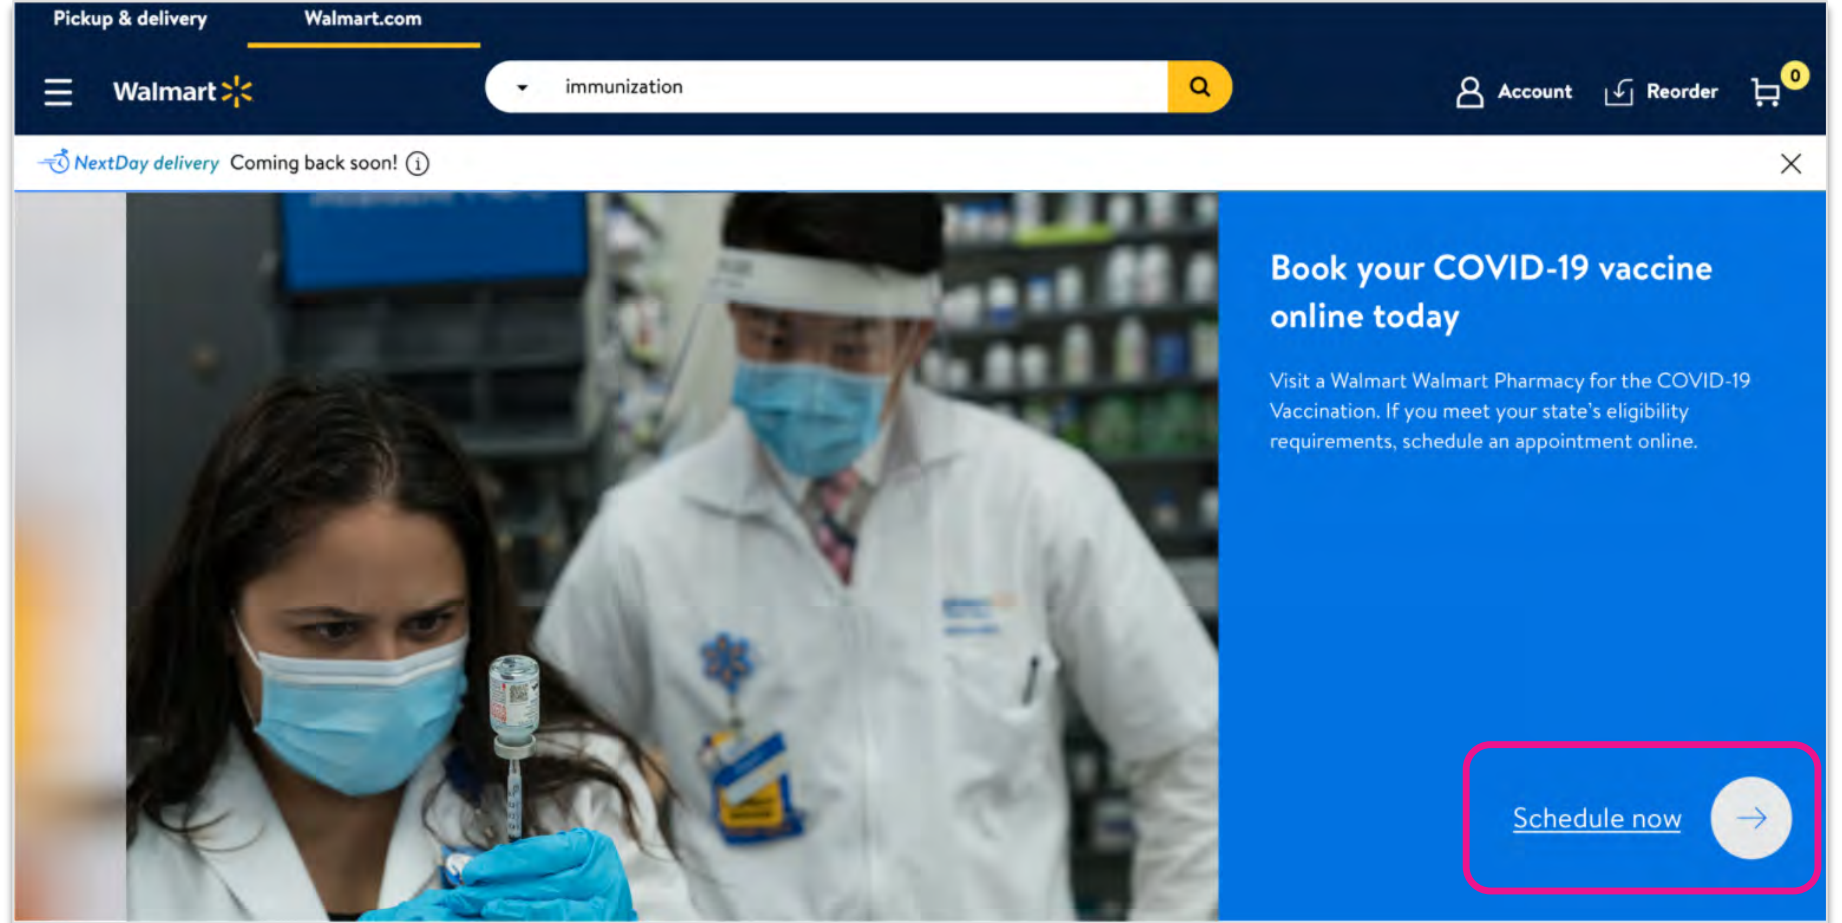 Pickup & delivery
Walmart.com
Walmart
immunization
Account
Reorder
0
NextDay delivery Coming back soon!
Book your COVID-19 vaccine
online today
Visit a Walmart Walmart Pharmacy for the COVID-19
Vaccination. If you meet your state's eligibility
requirements, schedule an appointment online.
Schedule now